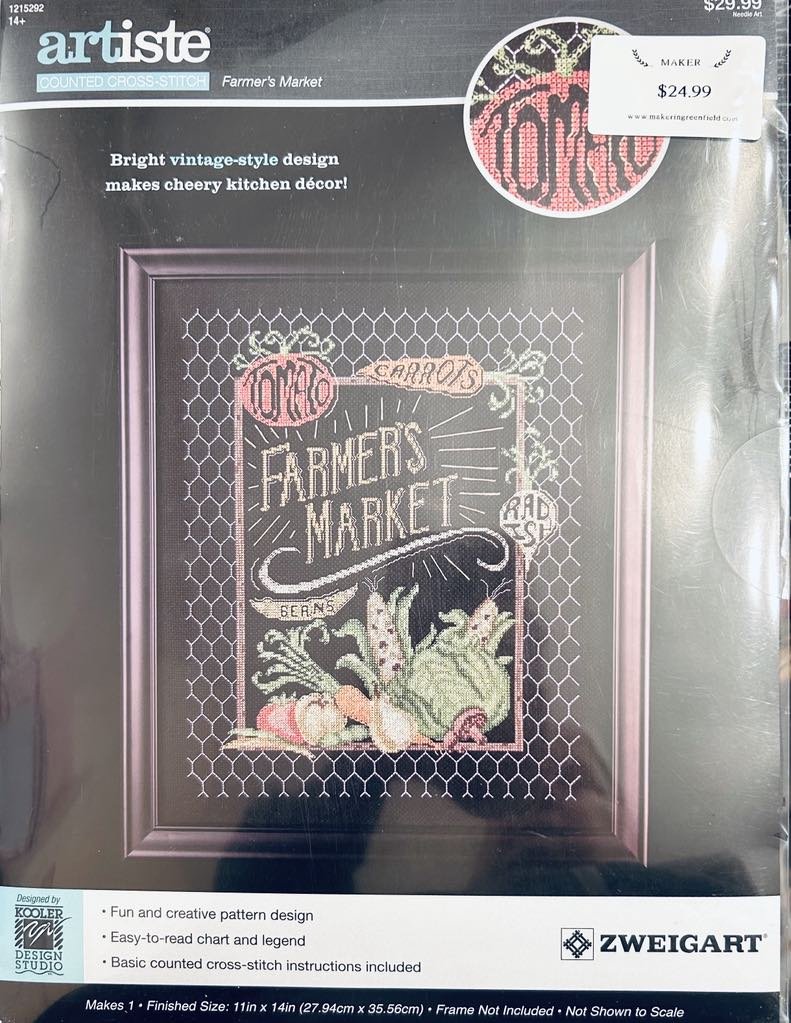 1215292
14+
$29.99
Needle Art
artiste®
COUNTED CROSS-STITCH Farmer's Market
MAKER
$24.99
www.makeringreenfield.com
TOMATO
Bright vintage-style design
makes cheery kitchen décor!
TOMATO
CARROTS
FARMER'S
MARKET
RAD
ISH
BEANS
Designed by
KOOLER
DESIGN
STUDIO
• Fun and creative pattern design
• Easy-to-read chart and legend
• Basic counted cross-stitch instructions included
ZWEIGART®
Makes 1 • Finished Size: 11in x 14in (27.94cm x 35.56cm) • Frame Not Included • Not Shown to Scale